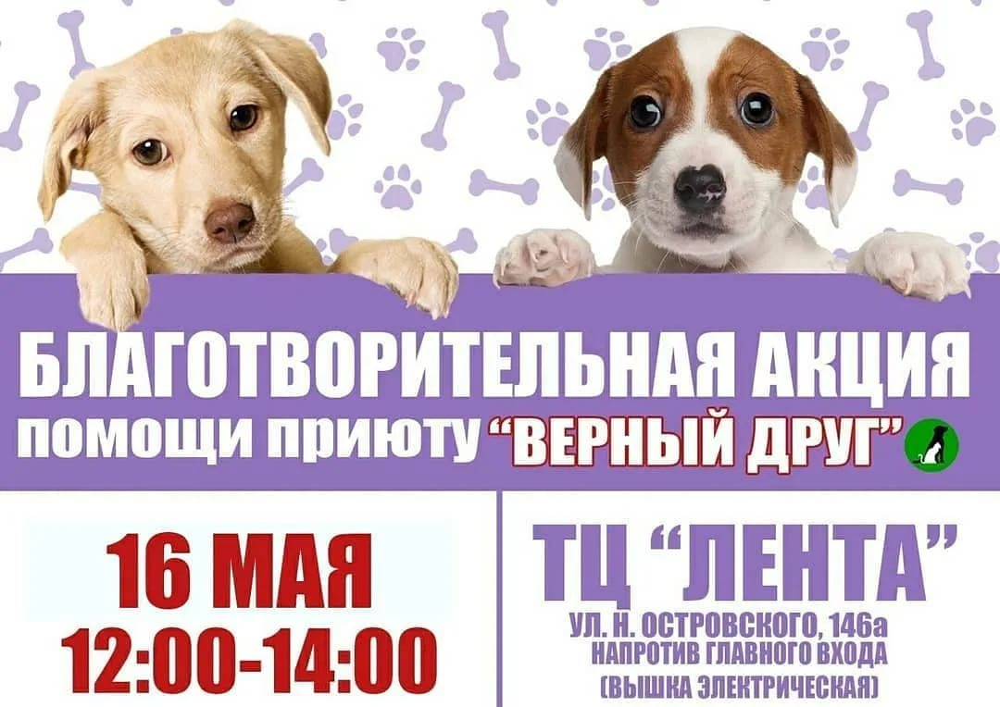 БЛАГОТВОРИТЕЛЬНАЯ АКЦИЯ
ПОМОЩИ ПРИЮТУ “ВЕРНЫЙ ДРУГ”
16 МАЯ
12:00-14:00
ТЦ “ЛЕНТА”
УЛ. Н. ОСТРОВСКОГО, 146а
НАПРОТИВ ГЛАВНОГО ВХОДА
(ВЫШКА ЭЛЕКТРИЧЕСКАЯ)